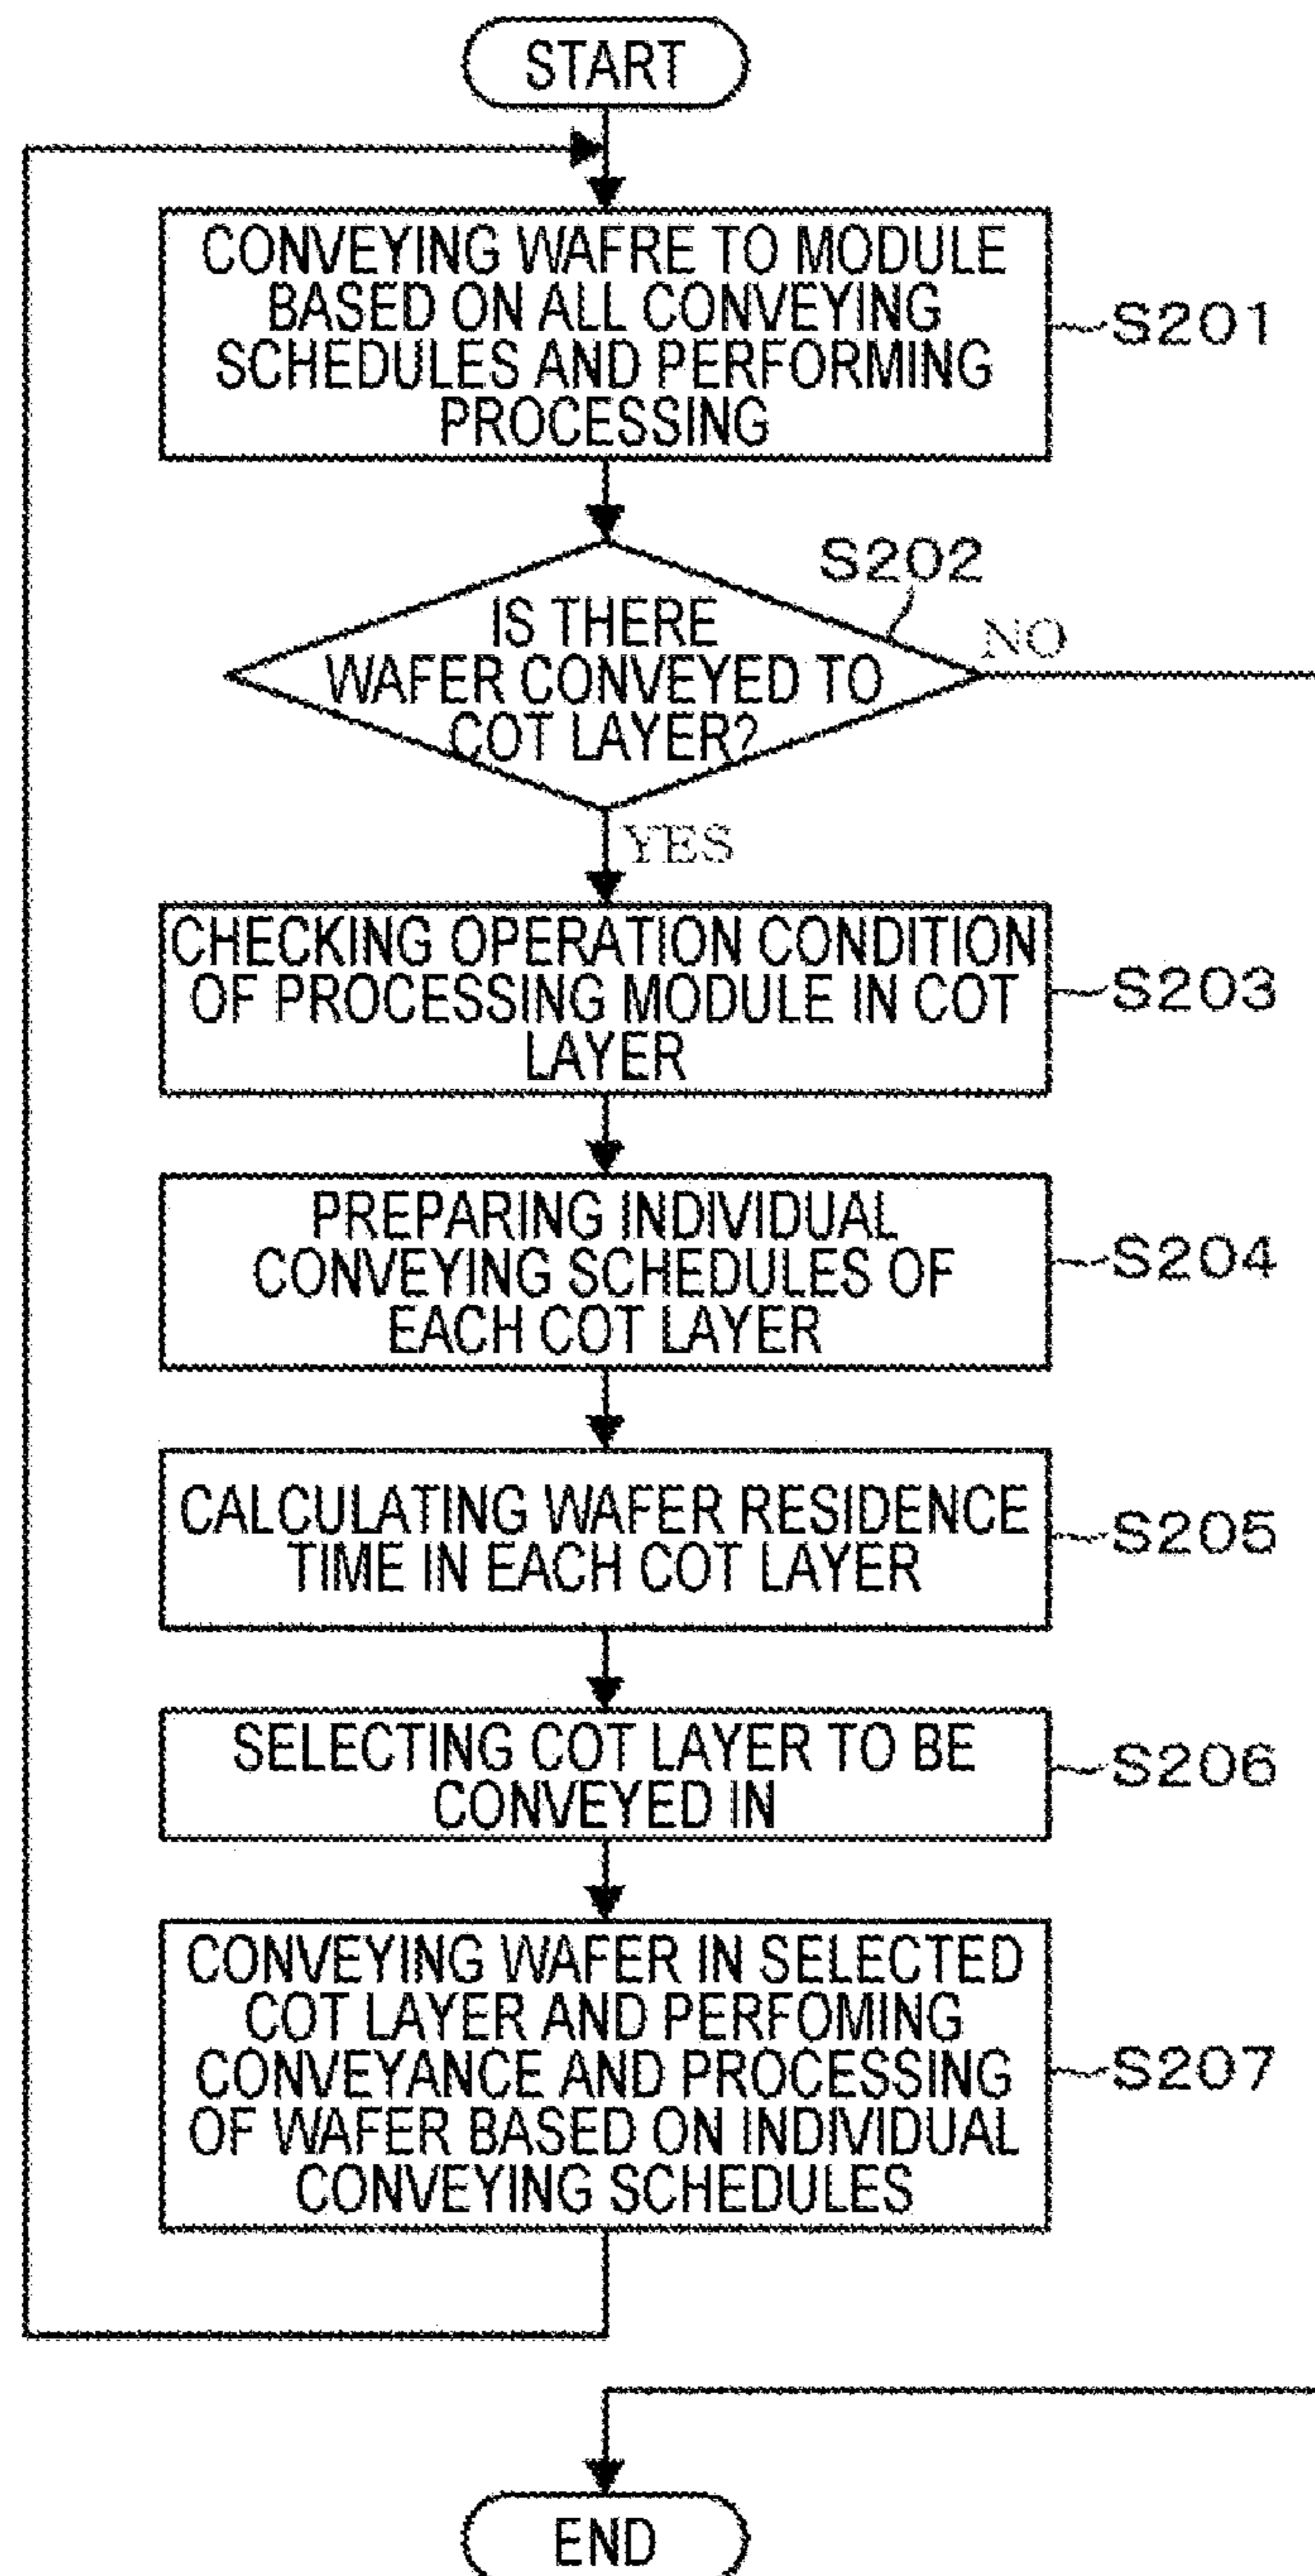 START
CONVEYING WAFRE TO MODULE
BASED ON ALL CONVEYING
SCHEDULES AND PERFORMING
PROCESSING
S201
S202
IS THERE
WAFER CONVEYED TO
COT LAYER?
NO
YES
CHECKING OPERATION CONDITION
OF PROCESSING MODULE IN COT
LAYER
S203
PREPARING INDIVIDUAL
CONVEYING SCHEDULES OF
EACH COT LAYER
S204
CALCULATING WAFER RESIDENCE
TIME IN EACH COT LAYER
S205
SELECTING COT LAYER TO BE
CONVEYED IN
S206
CONVEYING WAFER IN SELECTED
COT LAYER AND PERFOMING
CONVEYANCE AND PROCESSING
OF WAFER BASED ON INDIVIDUAL
CONVEYING SCHEDULES
S207
END